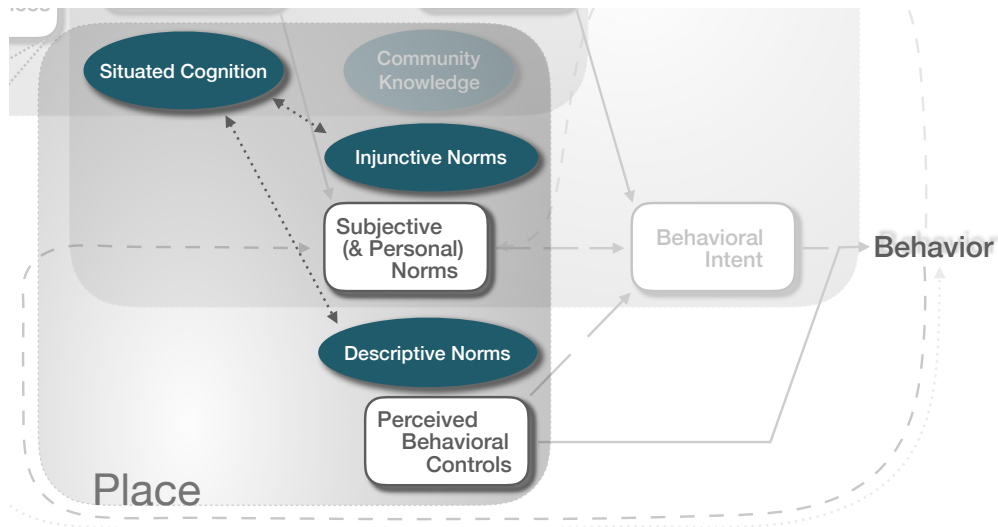 Situated Cognition
Community
Knowledge
Injunctive Norms
Subjective
(& Personal)
Norms
Behavioral
Intent
Behavior
Descriptive Norms
Perceived
Behavioral
Controls
Place